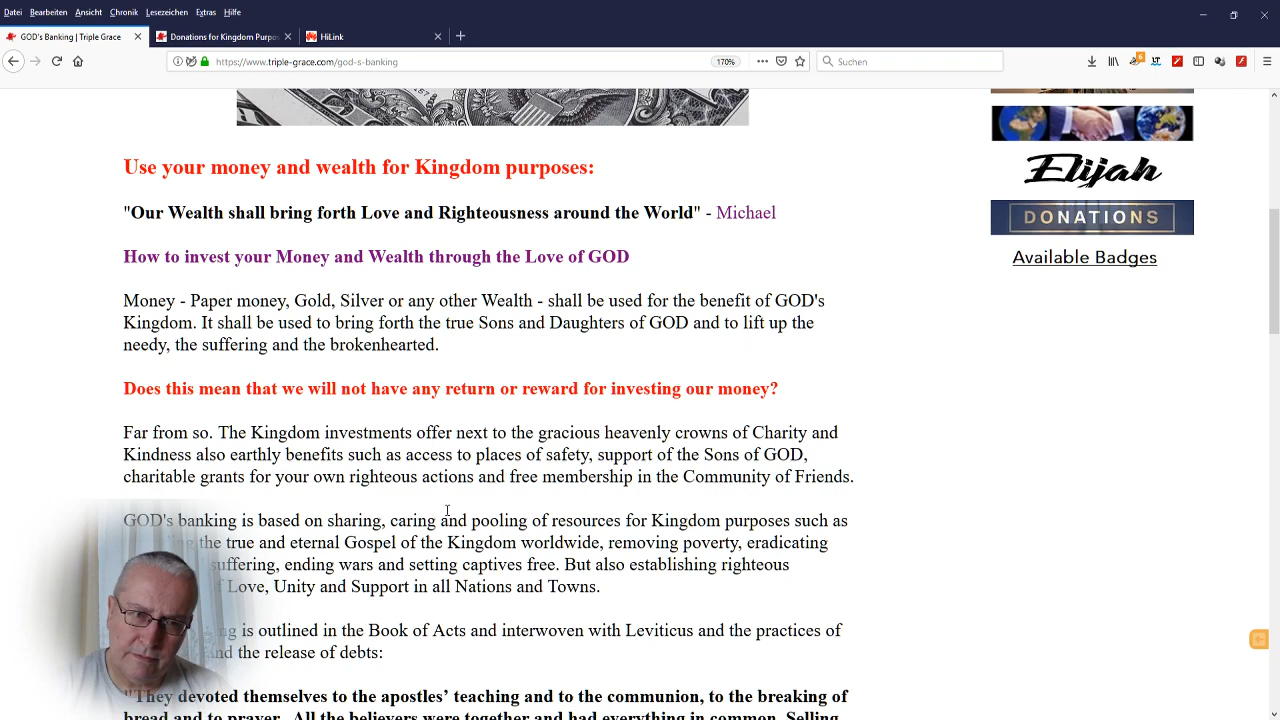 Datei Bearbeiten Ansicht Chronik Lesezeichen Extras Hilfe
GOD's Banking | Triple Grace
Donations for Kingdom Purpo
HiLink
https://www.triple-grace.com/god-s-banking
170%
Suchen
6
Use your money and wealth for Kingdom purposes:
"Our Wealth shall bring forth Love and Righteousness around the World" - Michael
How to invest your Money and Wealth through the Love of GOD
Money - Paper money, Gold, Silver or any other Wealth - shall be used for the benefit of GOD's
Kingdom. It shall be used to bring forth the true Sons and Daughters of GOD and to lift up the
needy, the suffering and the brokenhearted.
Does this mean that we will not have any return or reward for investing our money?
Far from so. The Kingdom investments offer next to the gracious heavenly crowns of Charity and
Kindness also earthly benefits such as access to places of safety, support of the Sons of GOD,
charitable grants for your own righteous actions and free membership in the Community of Friends.
GOD's banking is based on sharing, caring and pooling of resources for Kingdom purposes such as
the true and eternal Gospel of the Kingdom worldwide, removing poverty, eradicating
suffering, ending wars and setting captives free. But also establishing righteous
Love, Unity and Support in all Nations and Towns.
is outlined in the Book of Acts and interwoven with Leviticus and the practices of
and the release of debts:
"They devoted themselves to the apostles' teaching and to the communion, to the breaking of
bread and to prayer. All the believers were together and had everything in common. Selling
Elijah
DONATIONS
Available Badges